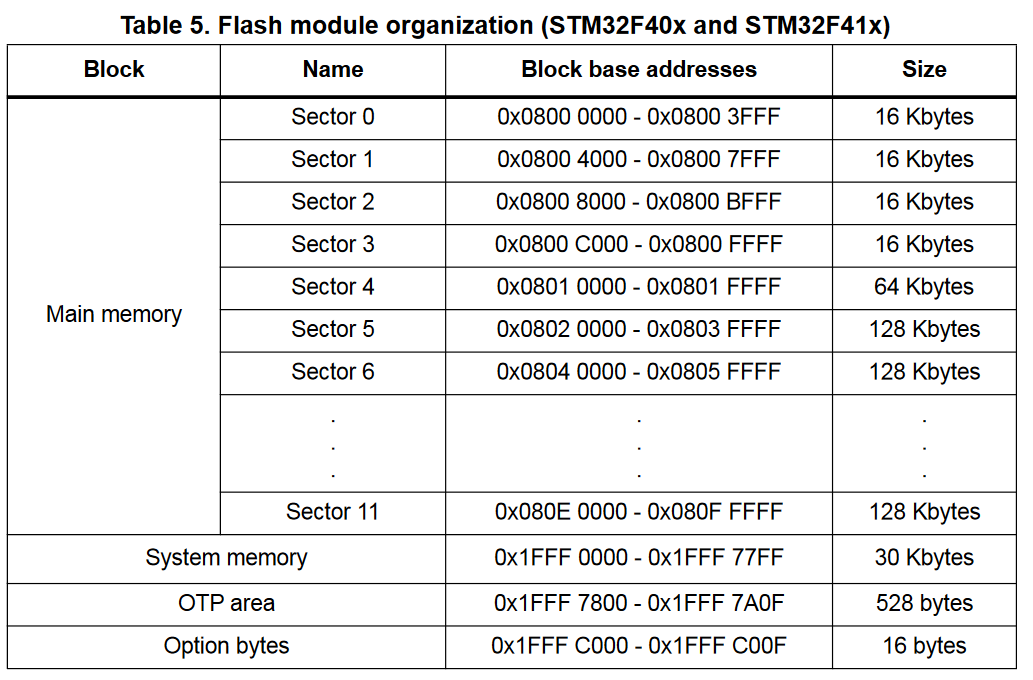 Table 5. Flash module organization (STM32F40x and STM32F41x)
Block Name Block base addresses Size
Main memory
Sector 0 0x0800 0000 - 0x0800 3FFF 16 Kbytes
Sector 1 0x0800 4000 - 0x0800 7FFF 16 Kbytes
Sector 2 0x0800 8000 - 0x0800 BFFF 16 Kbytes
Sector 3 0x0800 C000 - 0x0800 FFFF 16 Kbytes
Sector 4 0x0801 0000 - 0x0801 FFFF 64 Kbytes
Sector 5 0x0802 0000 - 0x0803 FFFF 128 Kbytes
Sector 6 0x0804 0000 - 0x0805 FFFF 128 Kbytes
. . .
. . .
. . .
Sector 11 0x080E 0000 - 0x080F FFFF 128 Kbytes
System memory 0x1FFF 0000 - 0x1FFF 77FF 30 Kbytes
OTP area 0x1FFF 7800 - 0x1FFF 7A0F 528 bytes
Option bytes 0x1FFF C000 - 0x1FFF C00F 16 bytes